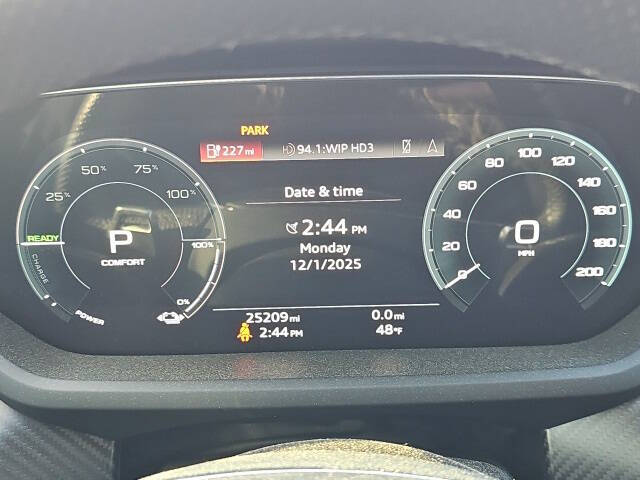 PARK
227 mi
94.1:WIP HD3
Date & time
2:44 PM
Monday
12/1/2025
25209 mi
0.0 mi
2:44 PM
48°F
25%
50%
75%
100%
READY
P
COMFORT
100%
CHARGE
POWER
0%
0
20
40
60
80
100
120
140
160
180
200
0
MPH